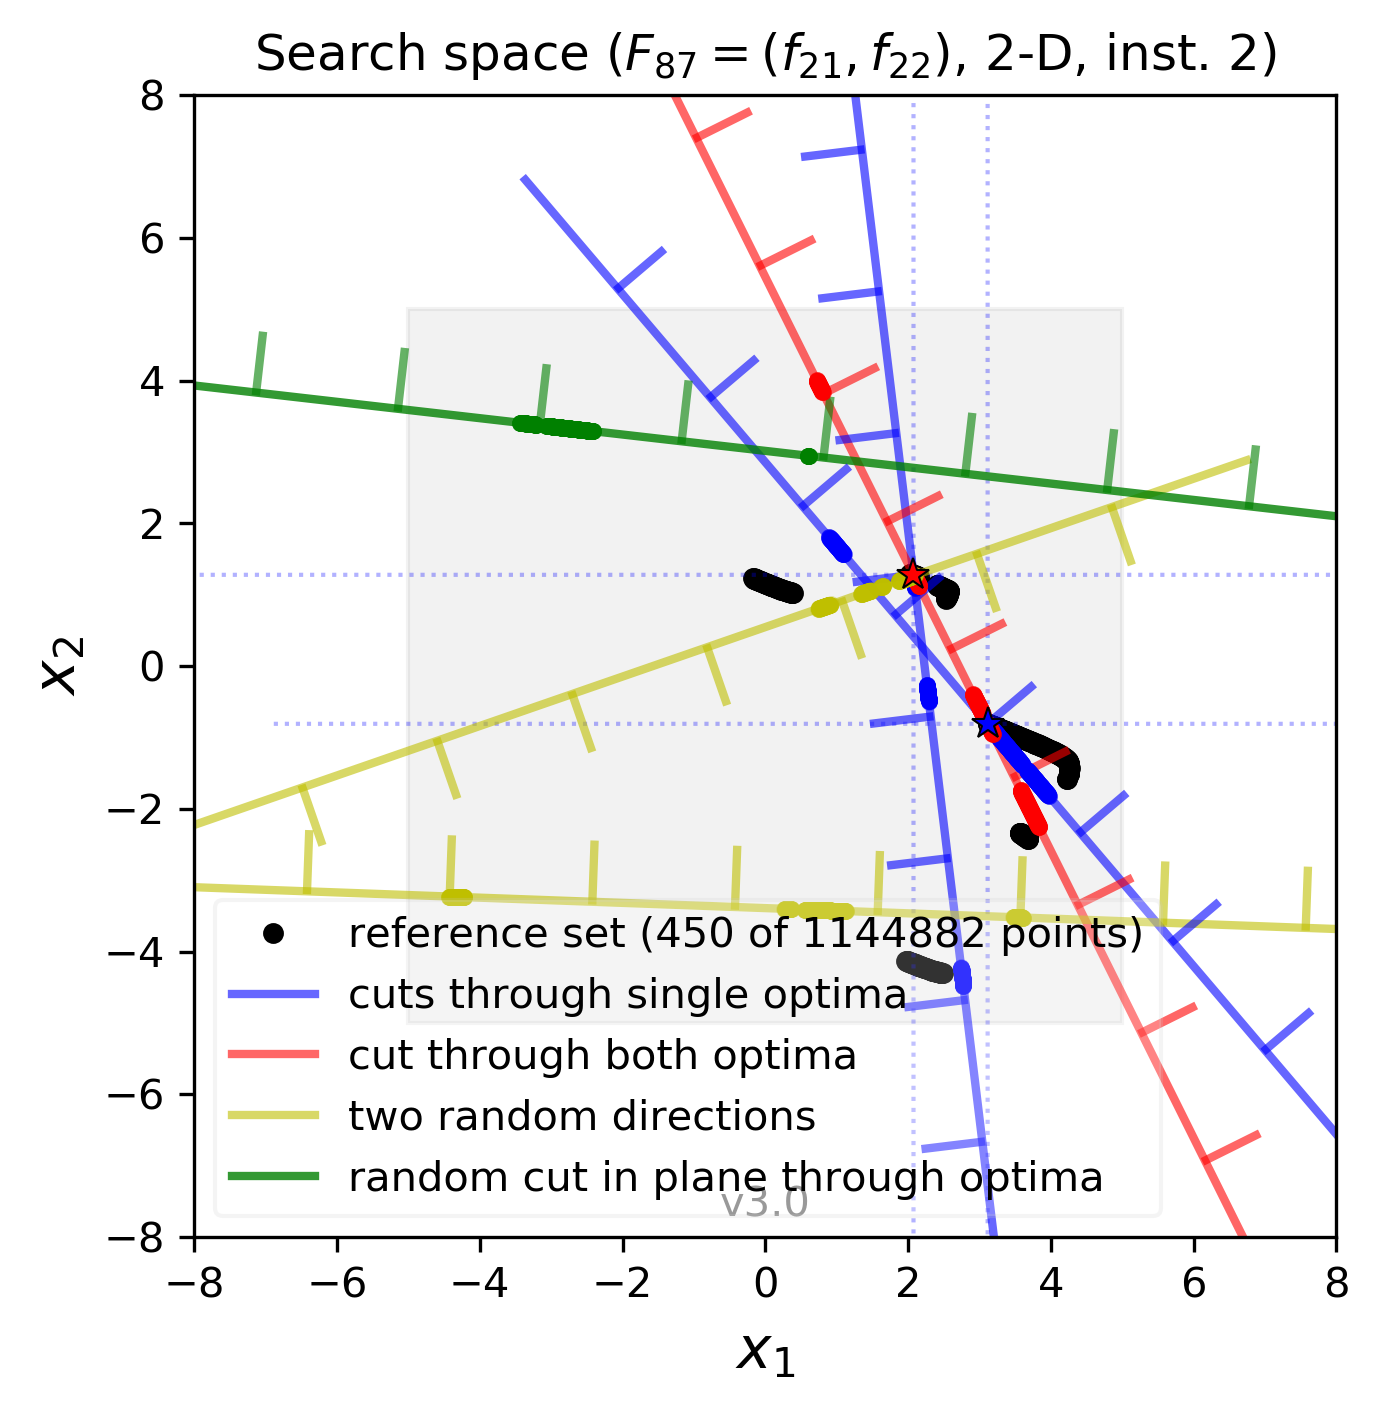 Search space (F87 = (f21, f22), 2-D, inst. 2)
8
6
4
2
0
−2
−4
−6
−8
x2
reference set (450 of 1144882 points)
cuts through single optima
cut through both optima
two random directions
random cut in plane through optima
v3.0
−8 −6 −4 −2 0 2 4 6 8
x1